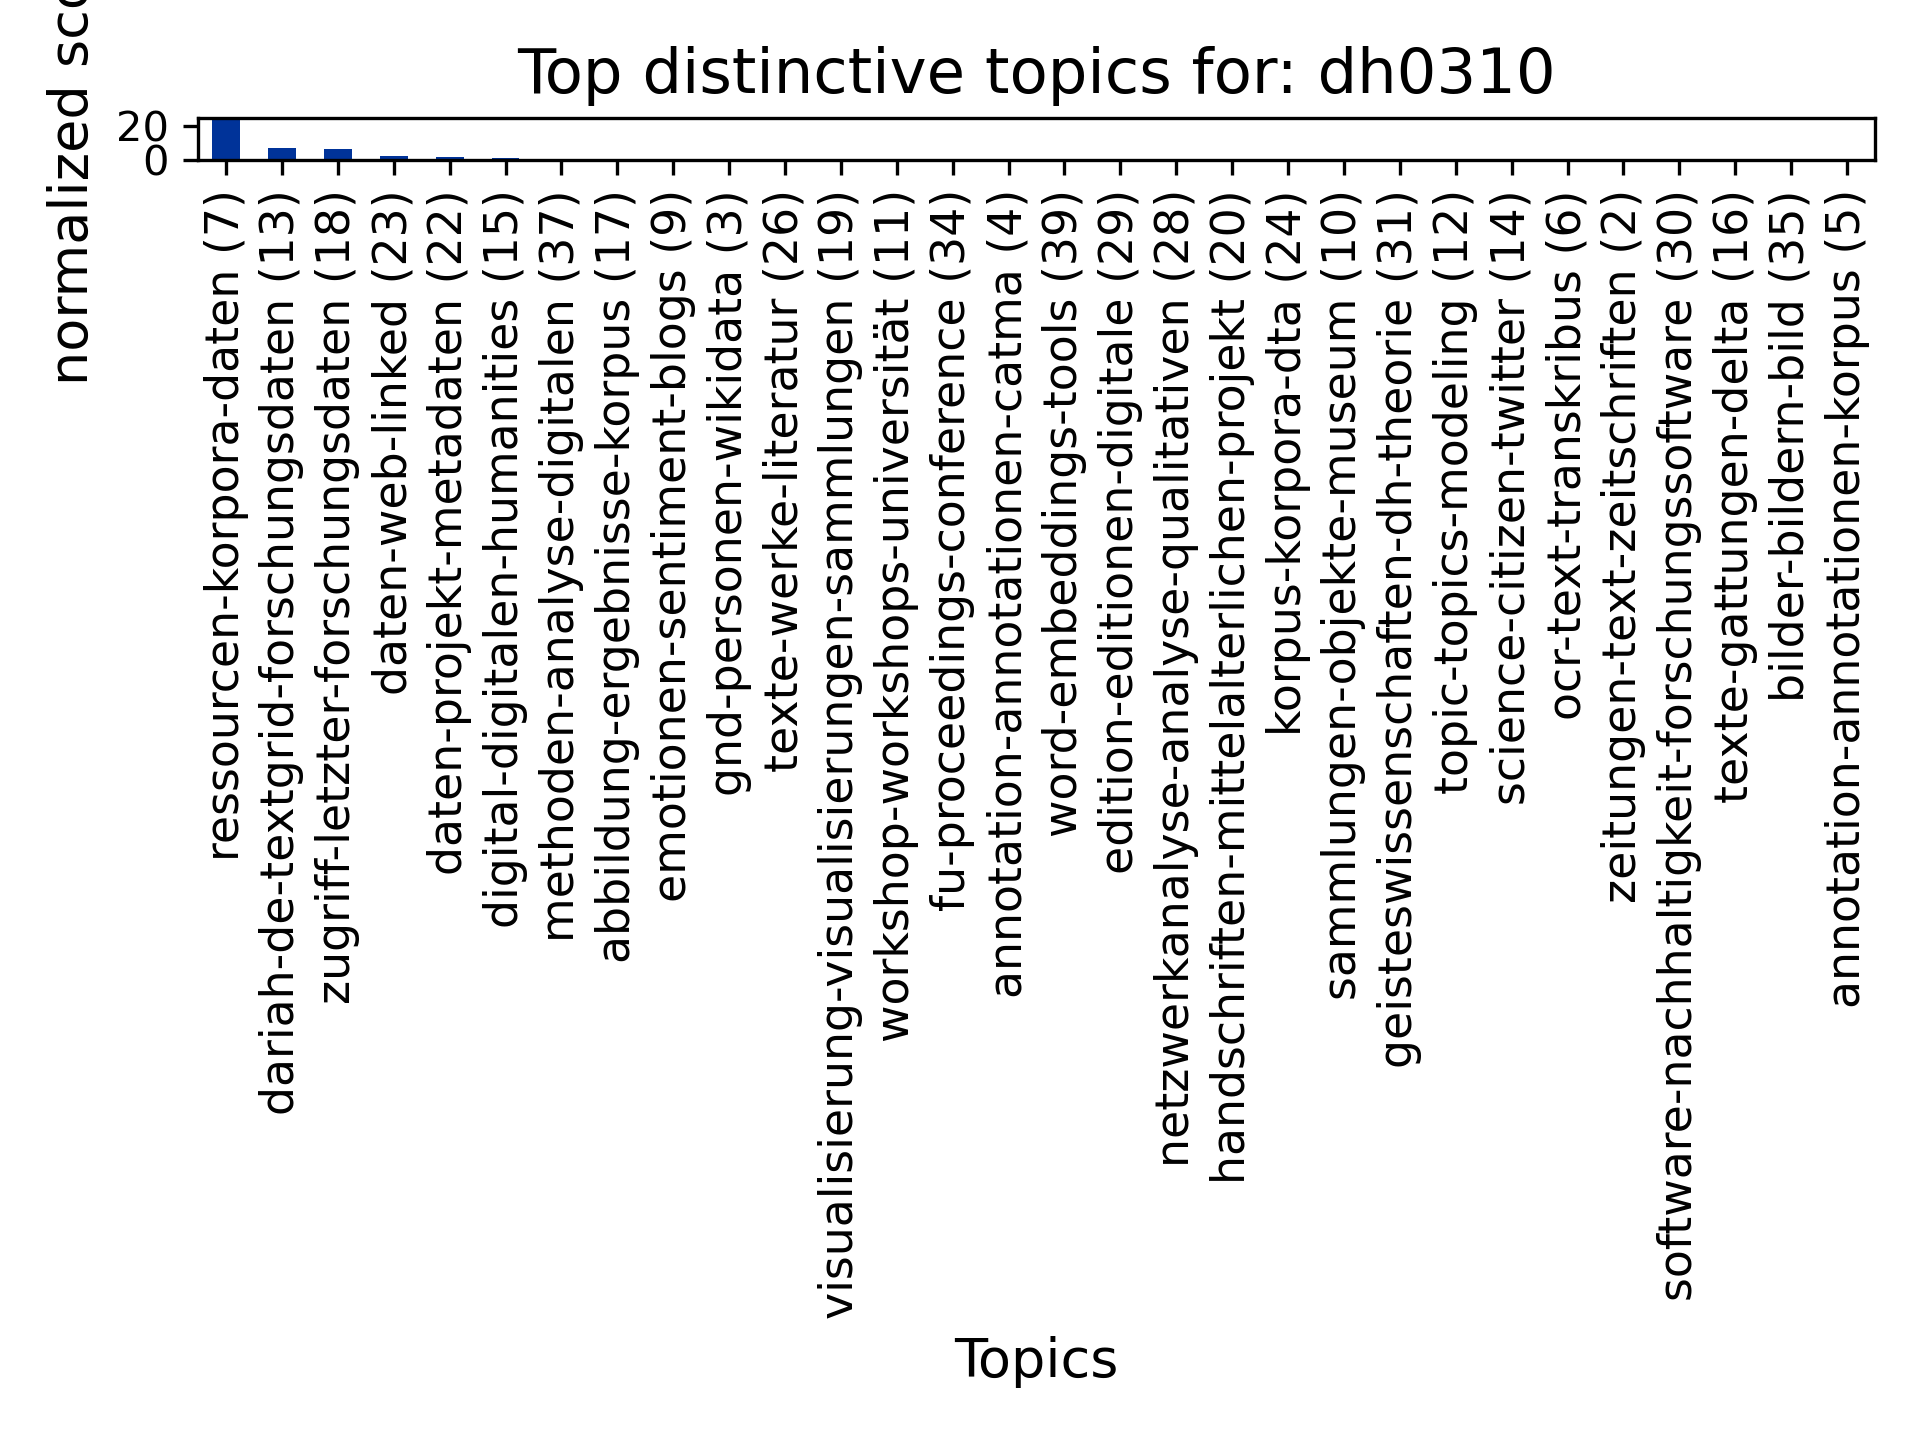 Top distinctive topics for: dh0310
normalized sco
20
0
ressourcen-korpora-daten (7)
dariah-de-textgrid-forschungsdaten (13)
zugriff-letzter-forschungsdaten (18)
daten-web-linked (23)
daten-projekt-metadaten (22)
digital-digitalen-humanities (15)
methoden-analyse-digitalen (37)
abbildung-ergebnisse-korpus (17)
emotionen-sentiment-blogs (9)
gnd-personen-wikidata (3)
texte-werke-literatur (26)
visualisierung-visualisierungen-sammlungen (19)
workshop-workshops-universität (11)
fu-proceedings-conference (34)
annotation-annotationen-catma (4)
word-embeddings-tools (39)
edition-editionen-digitale (29)
netzwerkanalyse-analyse-qualitativen (28)
handschriften-mittelalterlichen-projekt (20)
korpus-korpora-dta (24)
sammlungen-objekte-museum (10)
geisteswissenschaften-dh-theorie (31)
topic-topics-modeling (12)
science-citizen-twitter (14)
ocr-text-transkribus (6)
zeitungen-text-zeitschriften (2)
software-nachhaltigkeit-forschungssoftware (30)
texte-gattungen-delta (16)
bilder-bildern-bild (35)
annotation-annotationen-korpus (5)
Topics